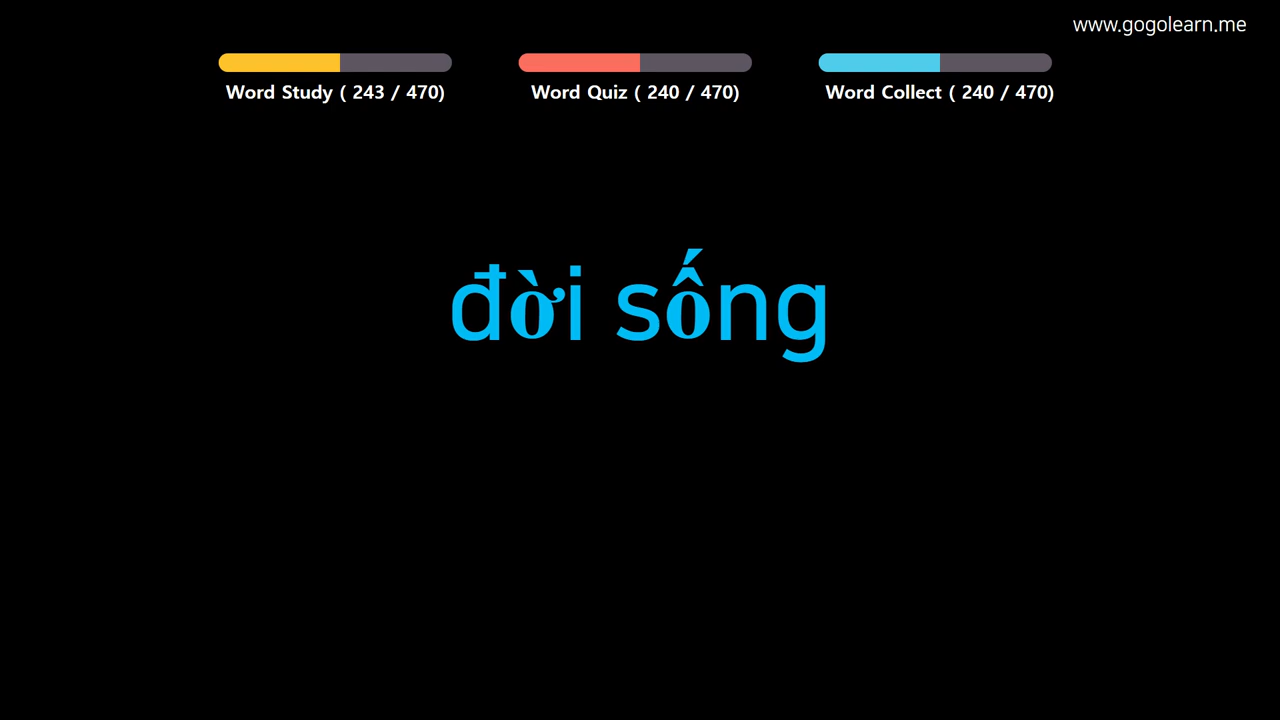 www.gogolearn.me
Word Study ( 243 / 470)
Word Quiz ( 240 / 470)
Word Collect ( 240 / 470)
đời sống